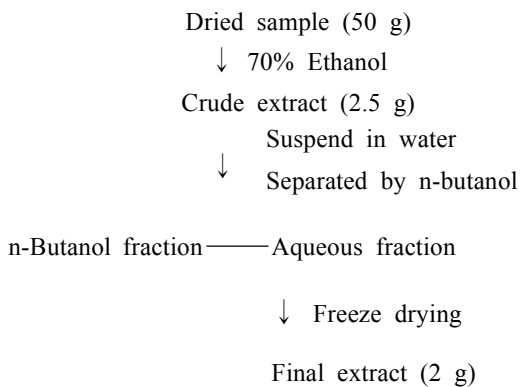 Dried sample (50 g)
↓ 70% Ethanol
Crude extract (2.5 g)
Suspend in water
↓
Separated by n-butanol
n-Butanol fraction——Aqueous fraction
↓ Freeze drying
Final extract (2 g)